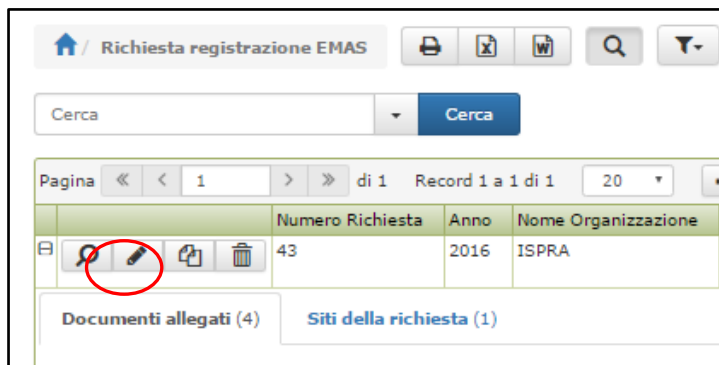 / Richiesta registrazione EMAS
Cerca Cerca
Pagina 1 di 1 Record 1 a 1 di 1 20
Numero Richiesta Anno Nome Organizzazione
43 2016 ISPRA
Documenti allegati (4) Siti della richiesta (1)